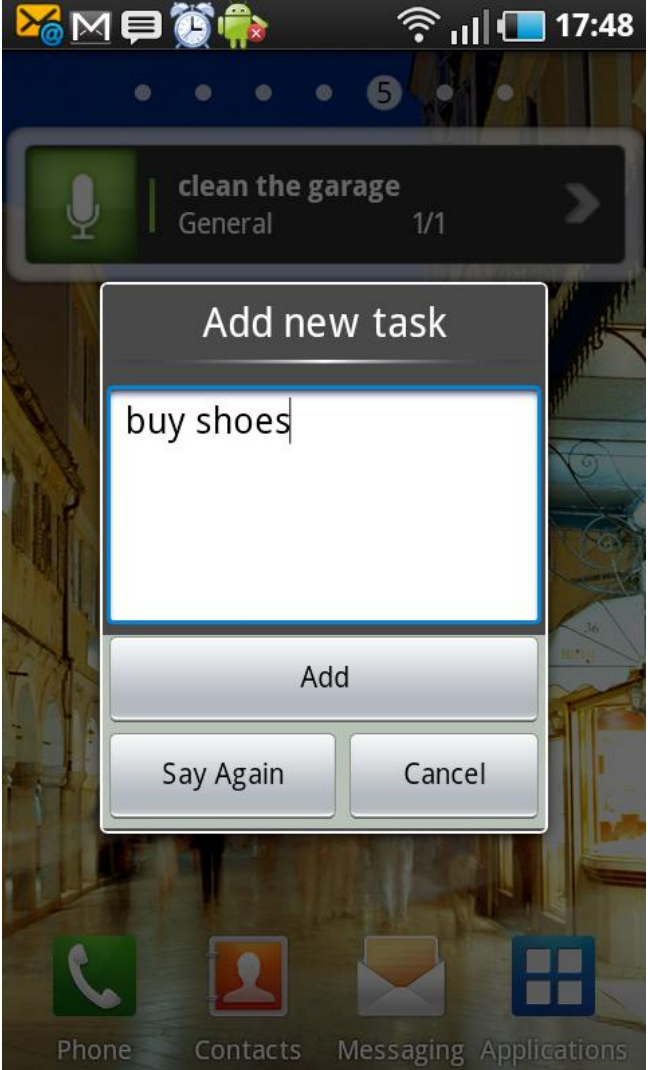 17:48
5
clean the garage
General 1/1
Add new task
buy shoes
Add
Say Again Cancel
36
Phone Contacts Messaging Applications